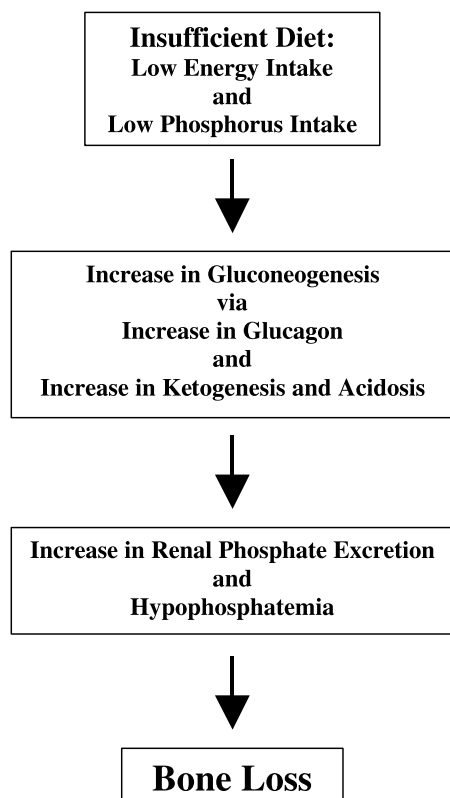 Insufficient Diet:
Low Energy Intake
and
Low Phosphorus Intake
Increase in Gluconeogenesis
via
Increase in Glucagon
and
Increase in Ketogenesis and Acidosis
Increase in Renal Phosphate Excretion
and
Hypophosphatemia
Bone Loss